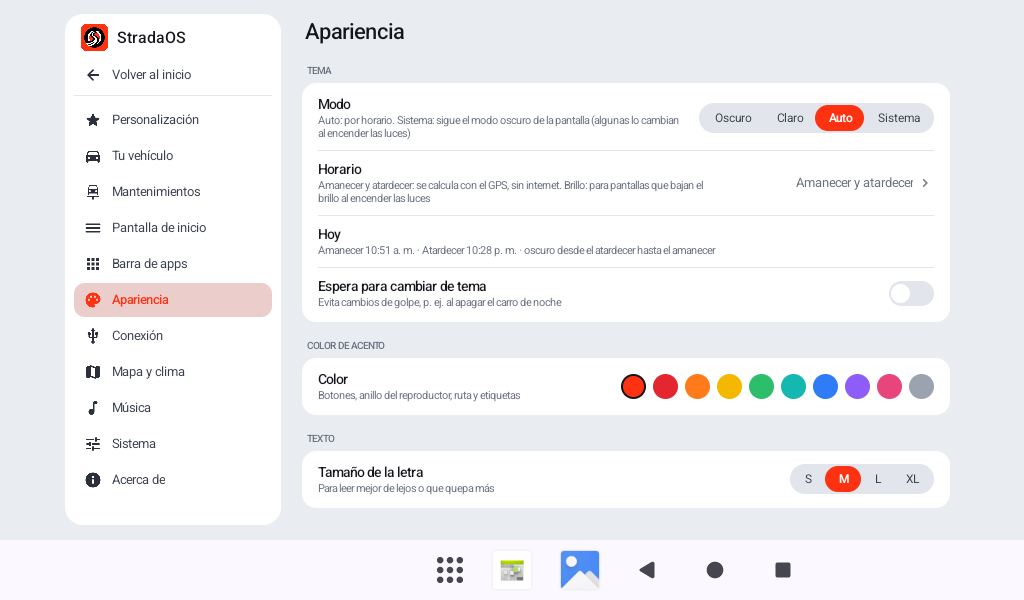 StradaOS
Volver al inicio
Personalización
Tu vehículo
Mantenimientos
Pantalla de inicio
Barra de apps
Apariencia
Conexión
Mapa y clima
Música
Sistema
Acerca de
Apariencia
TEMA
Modo
Auto: por horario. Sistema: sigue el modo oscuro de la pantalla (algunas lo cambian
al encender las luces)
Oscuro Claro Auto Sistema
Horario
Amanecer y atardecer: se calcula con el GPS, sin internet. Brillo: para pantallas que bajan el
brillo al encender las luces
Amanecer y atardecer
Hoy
Amanecer 10:51 a. m. · Atardecer 10:28 p. m. · oscuro desde el atardecer hasta el amanecer
Espera para cambiar de tema
Evita cambios de golpe, p. ej. al apagar el carro de noche
COLOR DE ACENTO
Color
Botones, anillo del reproductor, ruta y etiquetas
TEXTO
Tamaño de la letra
Para leer mejor de lejos o que quepa más
S M L XL